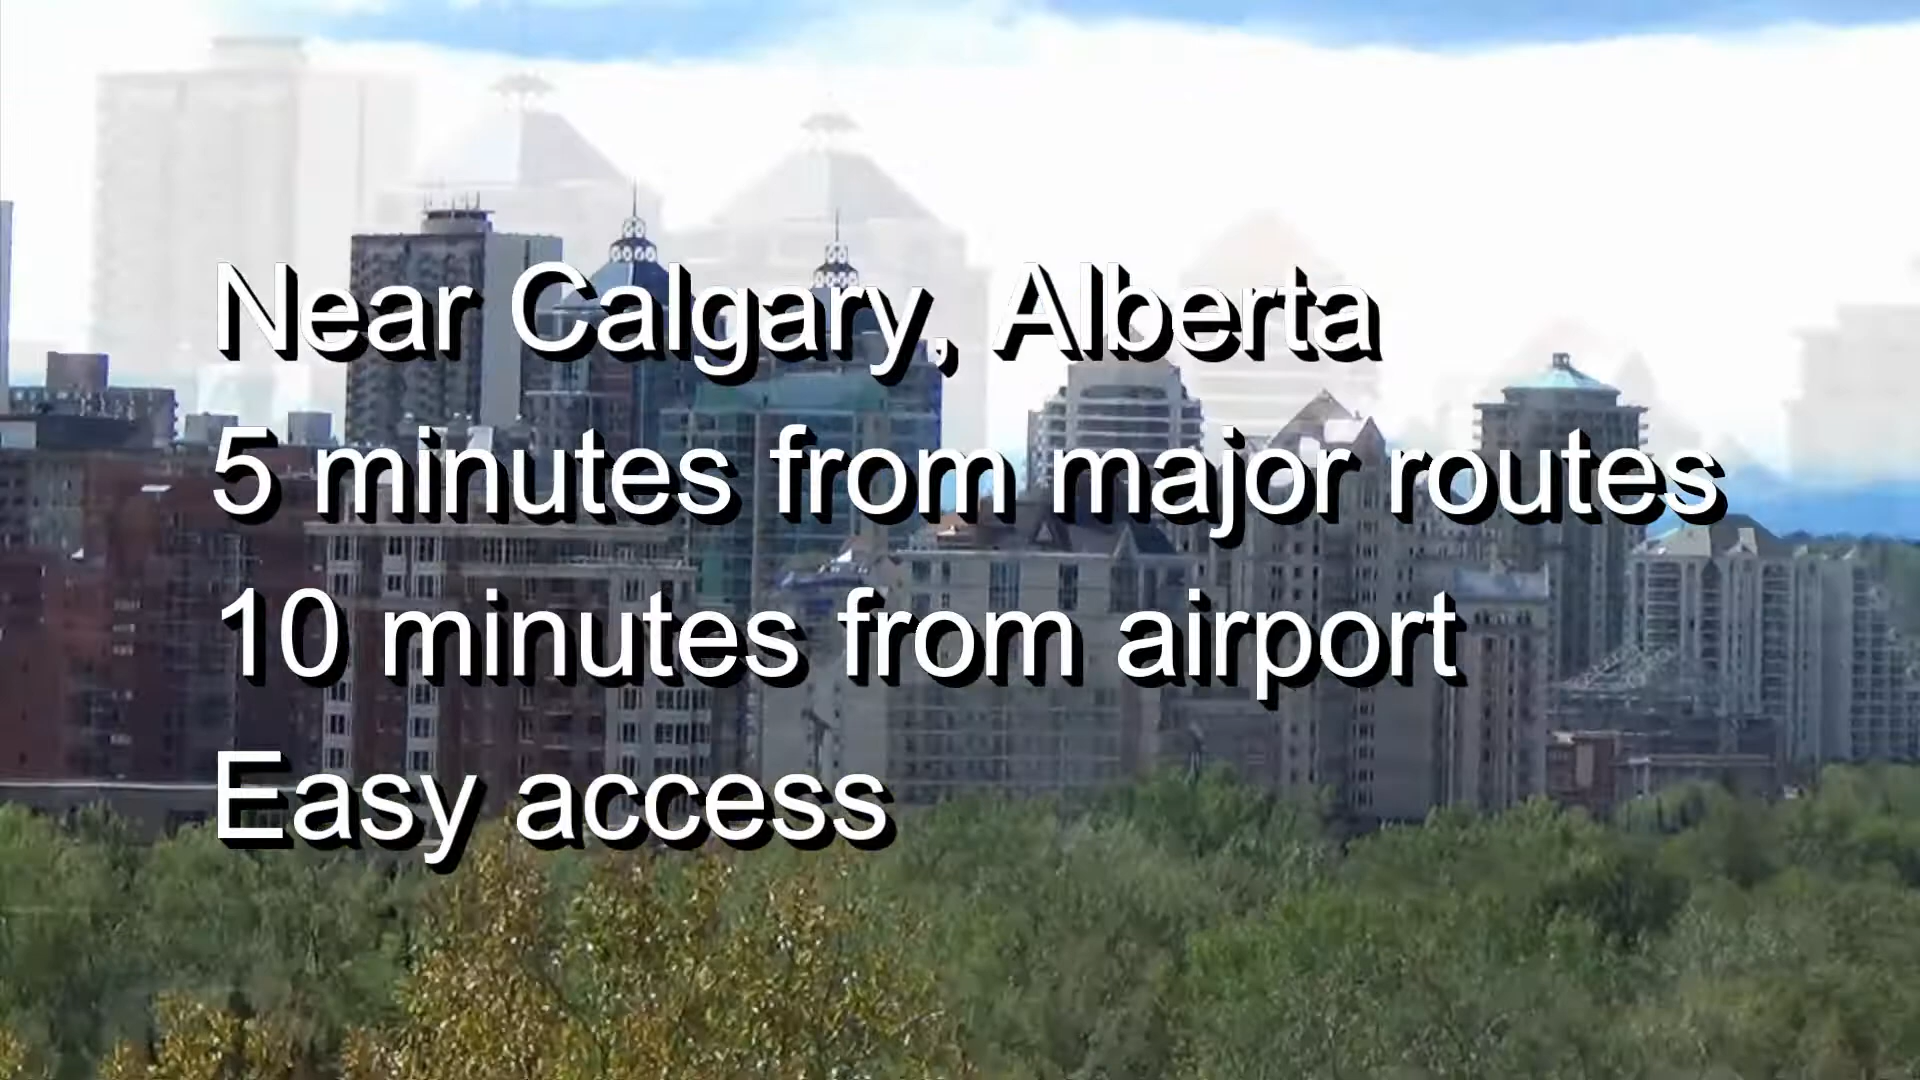 Near Calgary, Alberta
5 minutes from major routes
10 minutes from airport
Easy access